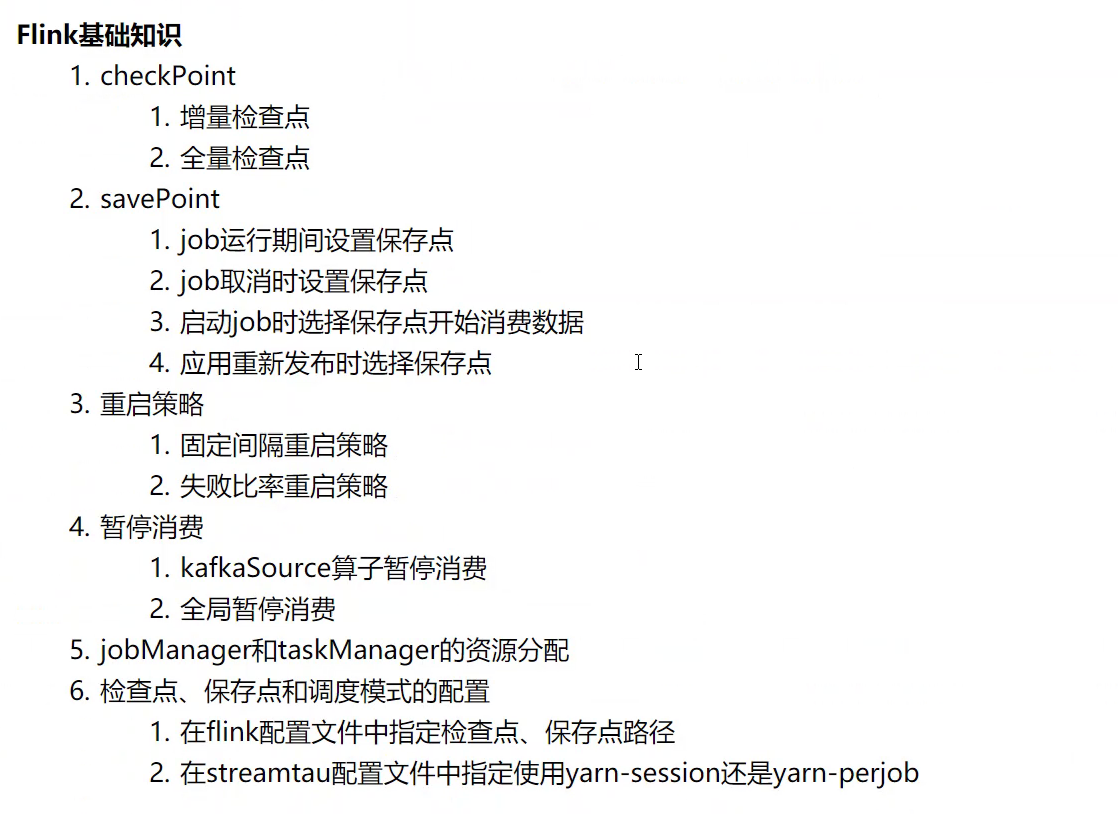 Flink基础知识
1. checkPoint
1. 增量检查点
2. 全量检查点
2. savePoint
1. job运行期间设置保存点
2. job取消时设置保存点
3. 启动job时选择保存点开始消费数据
4. 应用重新发布时选择保存点
3. 重启策略
1. 固定间隔重启策略
2. 失败比率重启策略
4. 暂停消费
1. kafkaSource算子暂停消费
2. 全局暂停消费
5. jobManager和taskManager的资源分配
6. 检查点、保存点和调度模式的配置
1. 在flink配置文件中指定检查点、保存点路径
2. 在streamtau配置文件中指定使用yarn-session还是yarn-perjob